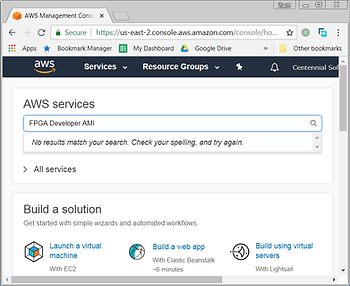 AWS Management Cons
Secure https://us-east-2.console.aws.amazon.com/console/ho...
Apps Bookmark Manager My Dashboard Google Drive » Other bookmarks
aws Services Resource Groups Centennial Sof
AWS services
FPGA Developer AMI
No results match your search. Check your spelling, and try again.
All services
Build a solution
Get started with simple wizards and automated workflows.
Launch a virtual machine
With EC2
Build a web app
With Elastic Beanstalk
~6 minutes
Build using virtual servers
With Lightsail